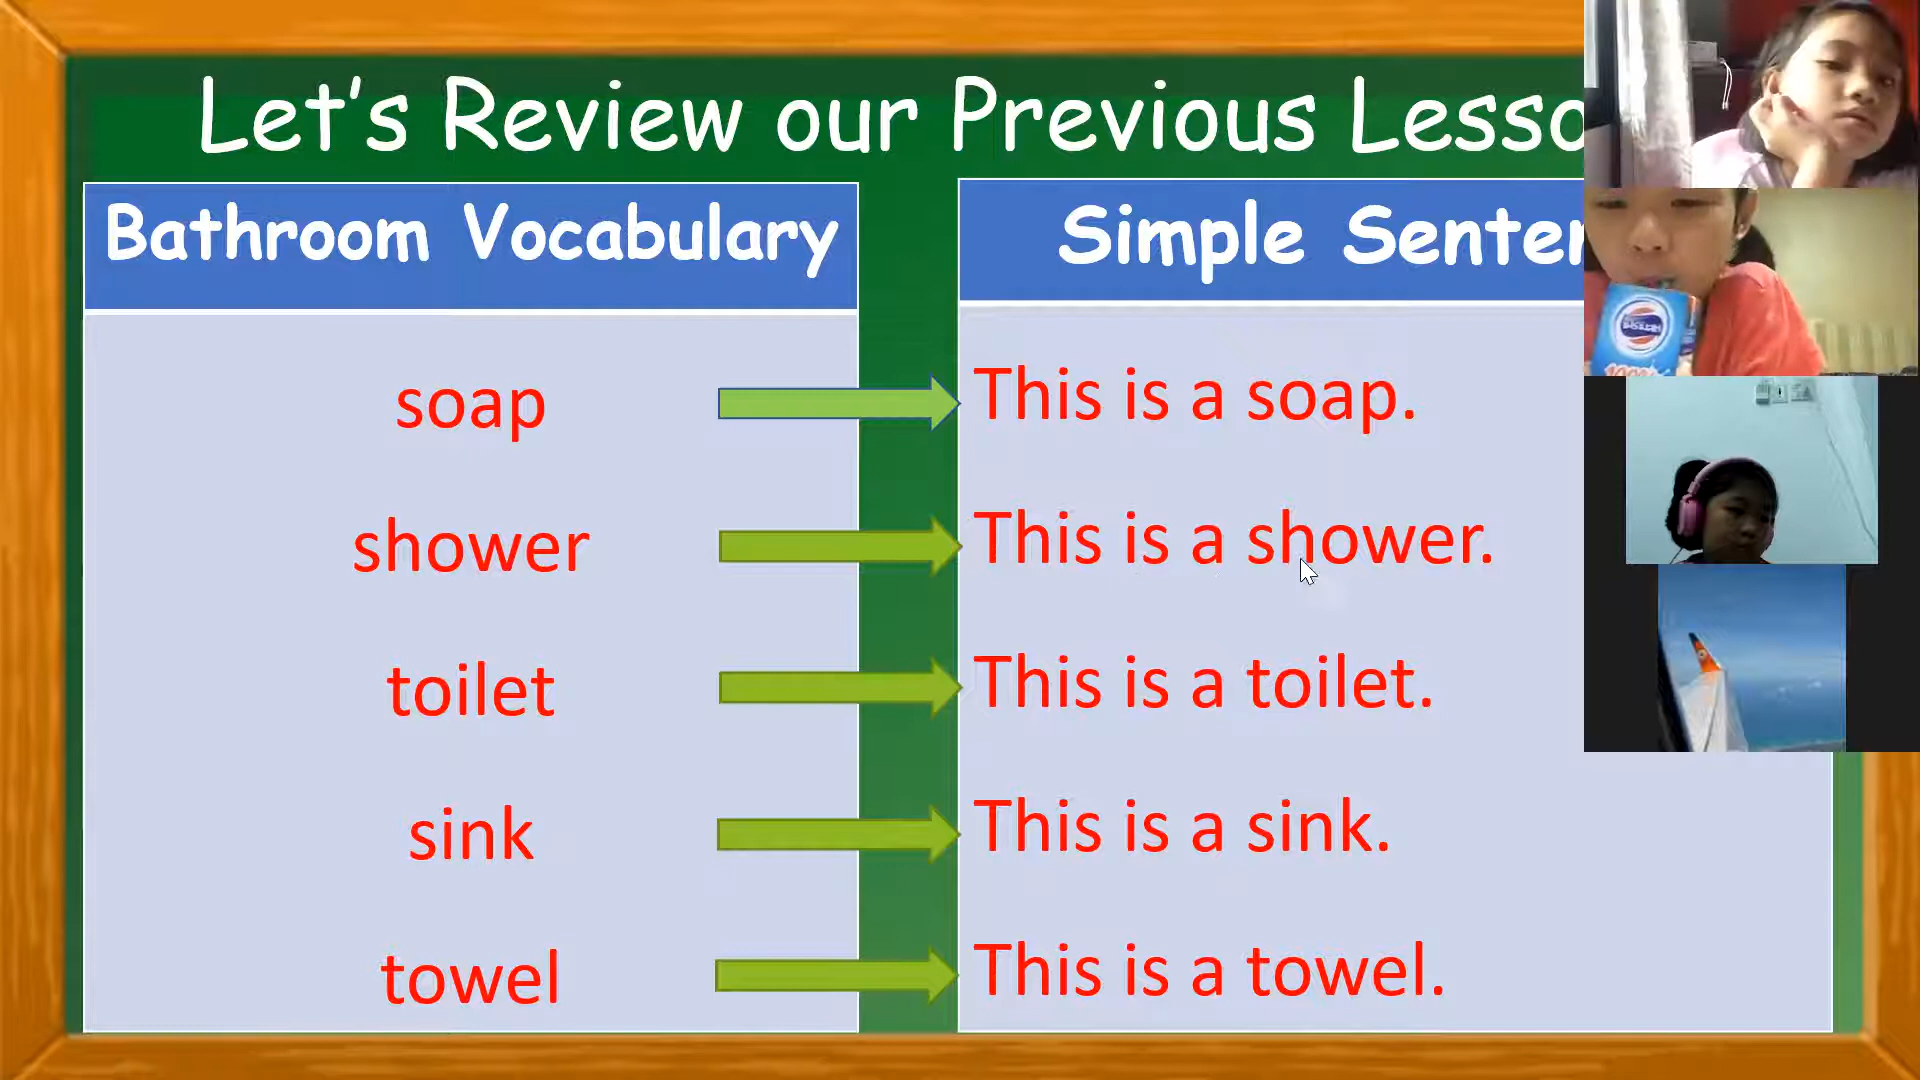 Let's Review our Previous Lesso
Bathroom Vocabulary
Simple Senten
soap
This is a soap.
shower
This is a shower.
toilet
This is a toilet.
sink
This is a sink.
towel
This is a towel.